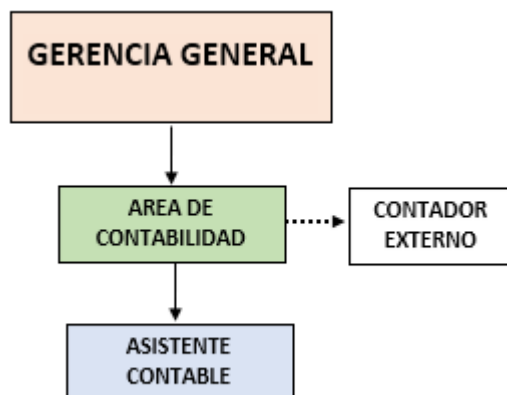 GERENCIA GENERAL
AREA DE
CONTABILIDAD
CONTADOR
EXTERNO
ASISTENTE
CONTABLE